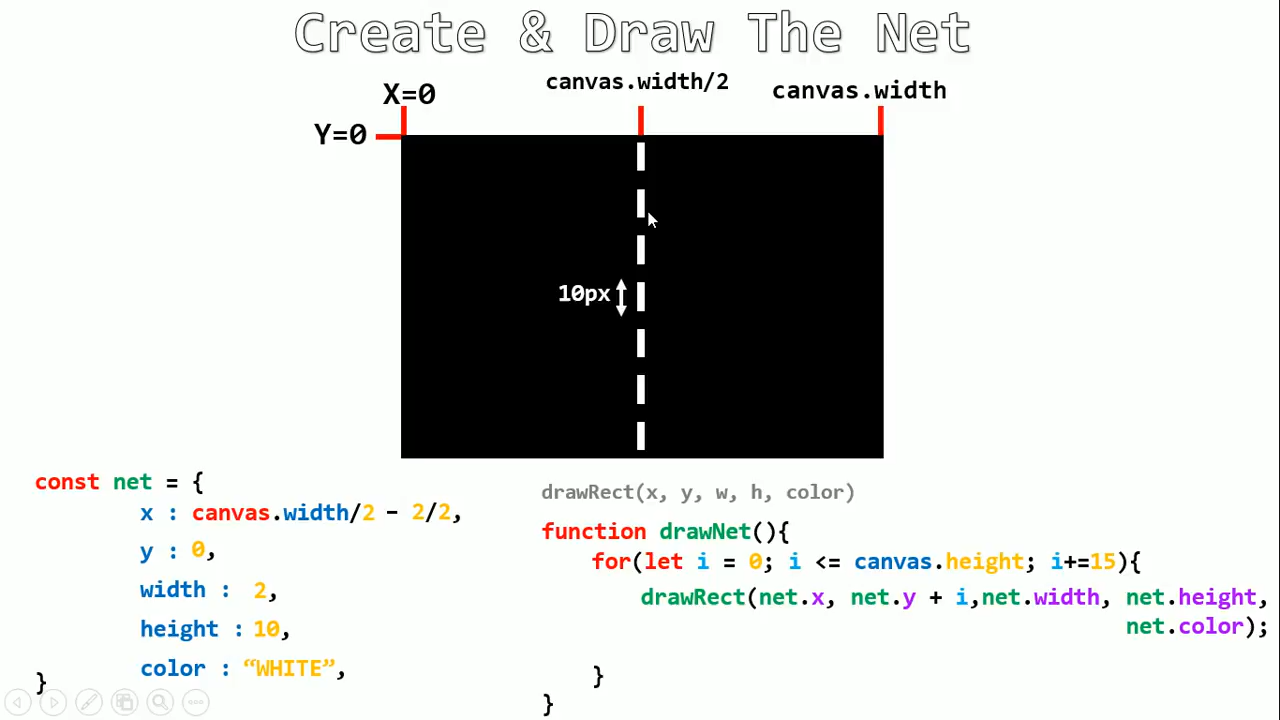 Create & Draw The Net
canvas.width/2
X=0
canvas.width
Y=0
10px
const net = {
x : canvas.width/2 - 2/2,
y : 0,
width : 2,
height : 10,
color : “WHITE”,
}
drawRect(x, y, w, h, color)
function drawNet(){
for(let i = 0; i <= canvas.height; i+=15){
drawRect(net.x, net.y + i,net.width, net.height,
net.color);
}
}